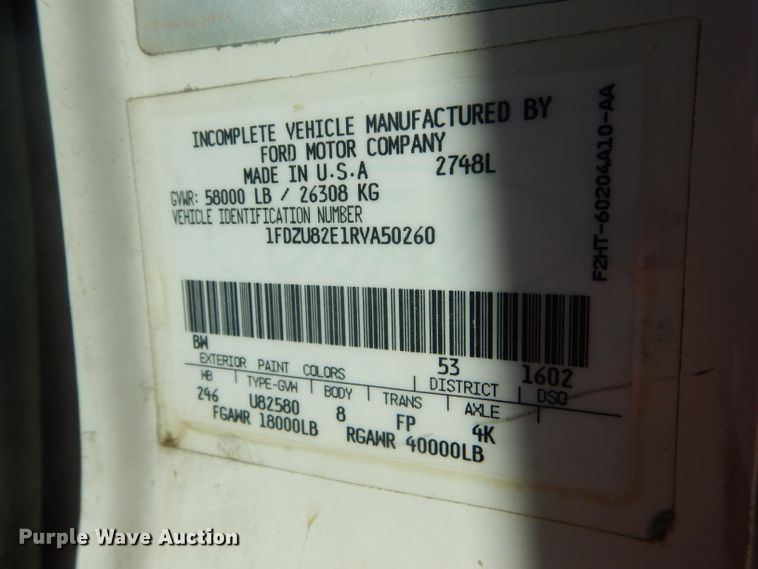 INCOMPLETE VEHICLE MANUFACTURED BY
FORD MOTOR COMPANY
MADE IN U.S.A 2748L
GVWR: 58000 LB / 26308 KG
VEHICLE IDENTIFICATION NUMBER
1FDZU82E1RVA50260
BW 53 1602
EXTERIOR PAINT COLORS DISTRICT DSO
WB TYPE-GVW BODY TRANS AXLE
246 U82580 8 FP 4K
FGAWR 18000LB RGAWR 40000LB
F2HT-60204A10-AA
Purple Wave Auction